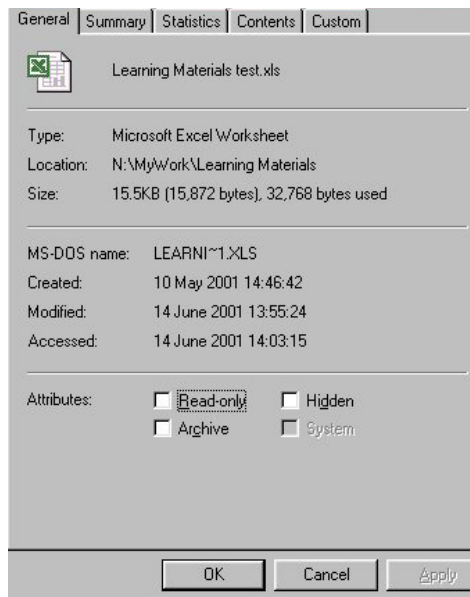 General Summary Statistics Contents Custom
Learning Materials test.xls
Type: Microsoft Excel Worksheet
Location: N:\MyWork\Learning Materials
Size: 15.5KB (15,872 bytes), 32,768 bytes used
MS-DOS name: LEARNI~1.XLS
Created: 10 May 2001 14:46:42
Modified: 14 June 2001 13:55:24
Accessed: 14 June 2001 14:03:15
Attributes: Read-only Hidden
Archive System
OK Cancel Apply